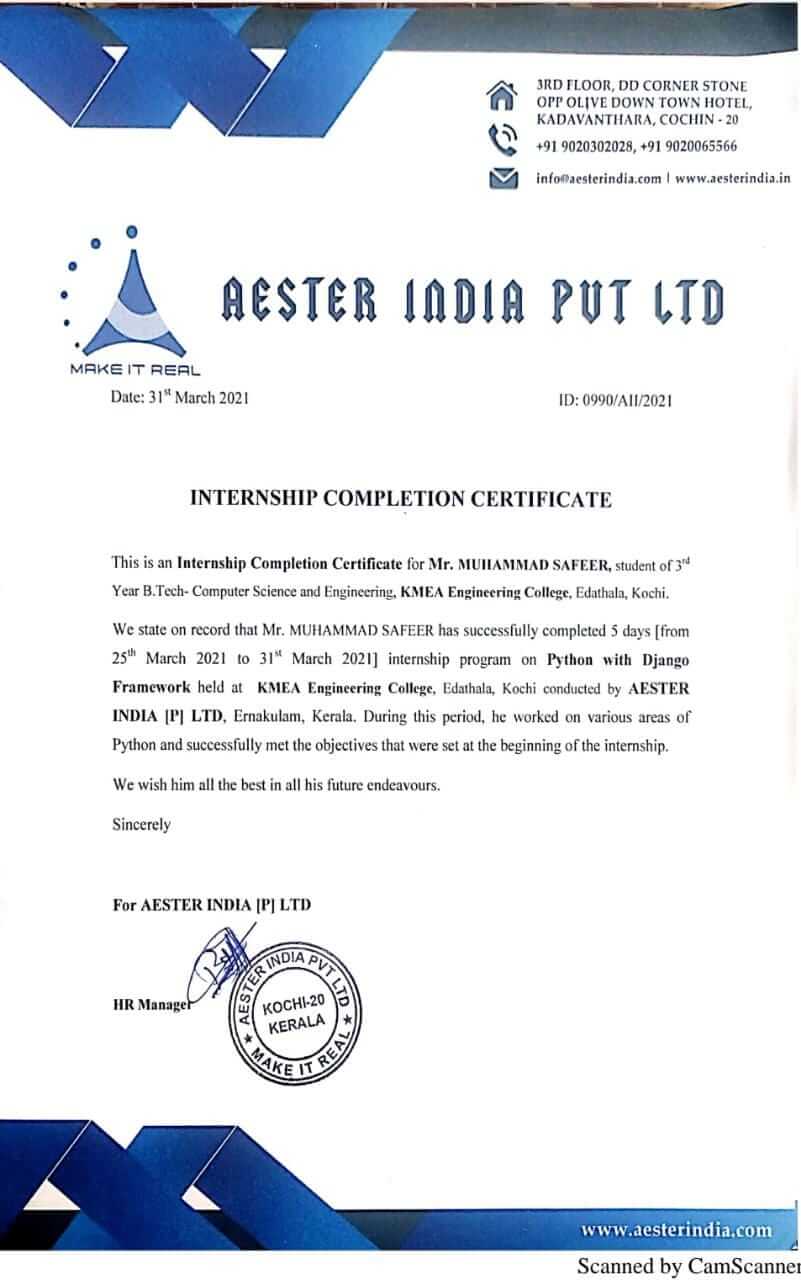 3RD FLOOR, DD CORNER STONE
OPP OLIVE DOWN TOWN HOTEL,
KADAVANTHARA, COCHIN - 20
+91 9020302028, +91 9020065566
info@aesterindia.com | www.aesterindia.in
AESTER INDIA PVT LTD
MAKE IT REAL
Date: 31st March 2021
ID: 0990/AII/2021
INTERNSHIP COMPLETION CERTIFICATE
This is an Internship Completion Certificate for Mr. MUHAMMAD SAFEER, student of 3rd
Year B.Tech- Computer Science and Engineering, KMEA Engineering College, Edathala, Kochi.
We state on record that Mr. MUHAMMAD SAFEER has successfully completed 5 days [from
25th March 2021 to 31st March 2021] internship program on Python with Django
Framework held at KMEA Engineering College, Edathala, Kochi conducted by AESTER
INDIA [P] LTD, Ernakulam, Kerala. During this period, he worked on various areas of
Python and successfully met the objectives that were set at the beginning of the internship.
We wish him all the best in all his future endeavours.
Sincerely
For AESTER INDIA [P] LTD
HR Manager
AESTER INDIA PVT LTD
KOCHI-20
KERALA
MAKE IT REAL
www.aesterindia.com
Scanned by CamScanner